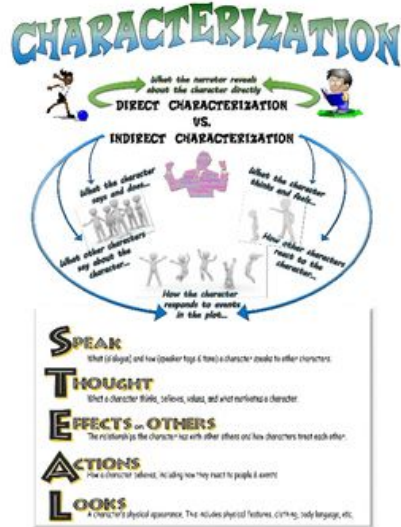 CHARACTERIZATION
What the narrator reveals
about the character directly
DIRECT CHARACTERIZATION
VS.
INDIRECT CHARACTERIZATION
What the character
says and does...
What the character
thinks and feels...
What other characters
say about the
character...
How other characters
react to the
character...
How the character
responds to events
in the plot...
SPEAK
What (dialogue) and how (speaker tags & tone) a character speaks to other characters.
THOUGHT
What a character thinks, believes, values, and what motivates a character.
EFFECTS on OTHERS
The relationships the character has with other others and how characters treat each other.
ACTIONS
How a character behaves, including how they react to people & events
LOOKS
A character's physical appearance. This includes physical features, clothing, body language, etc.